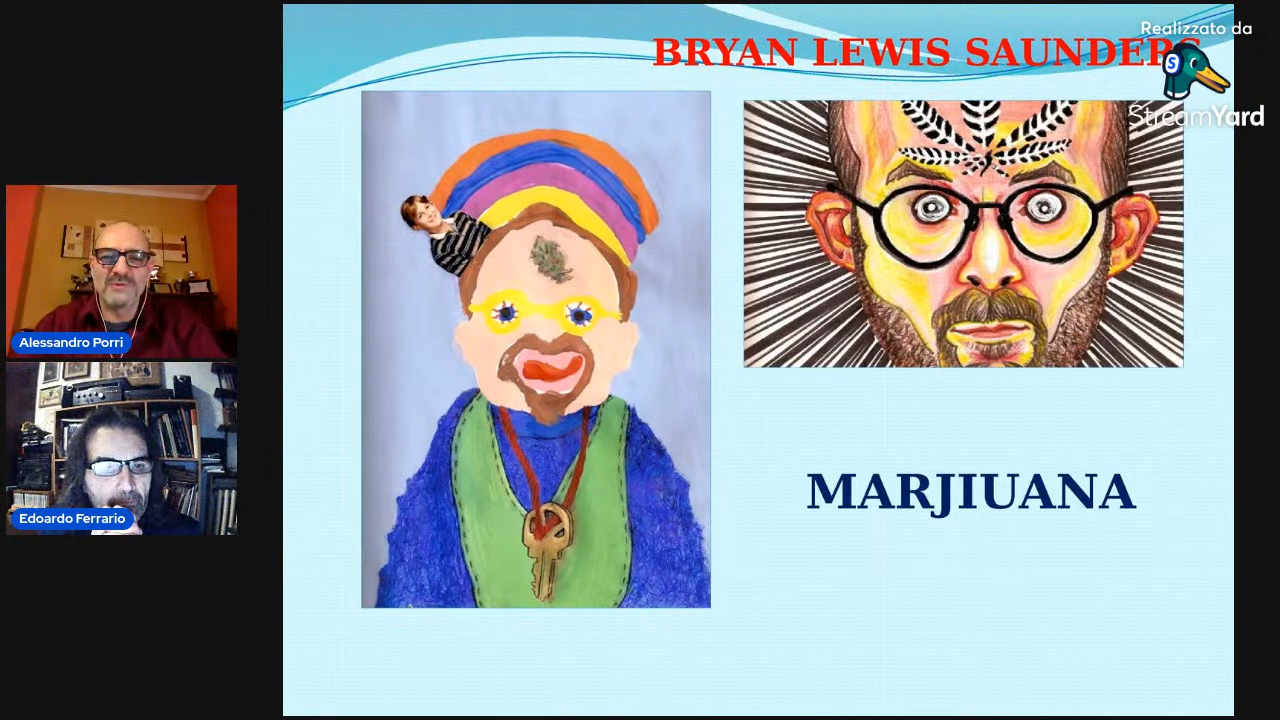 BRYAN LEWIS SAUNDERS
Realizzato da
StreamYard
Alessandro Porri
Edoardo Ferrario
MARJIUANA